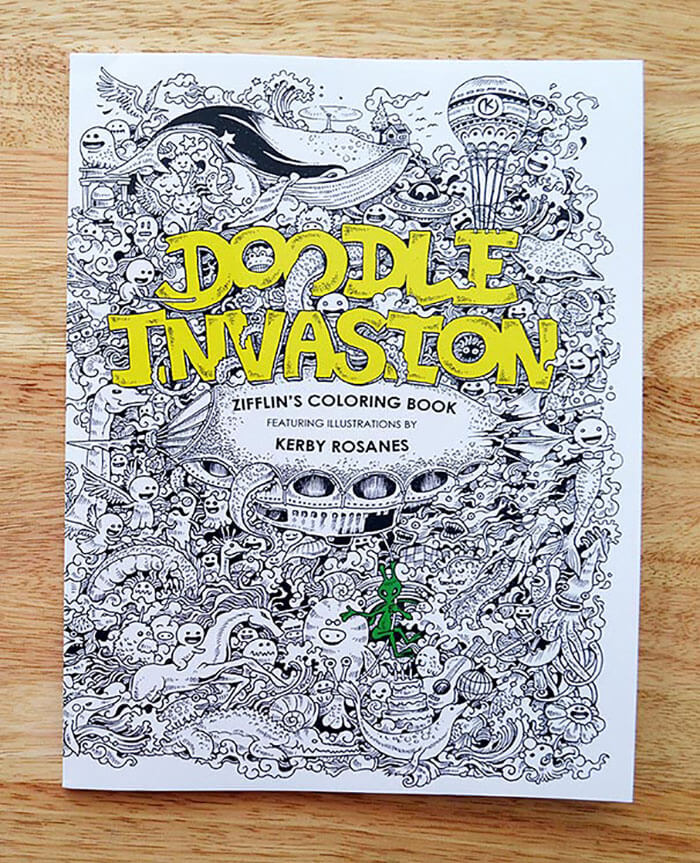 DOODLE
INVASION
ZIFFLIN'S COLORING BOOK
FEATURING ILLUSTRATIONS BY
KERBY ROSANES
K